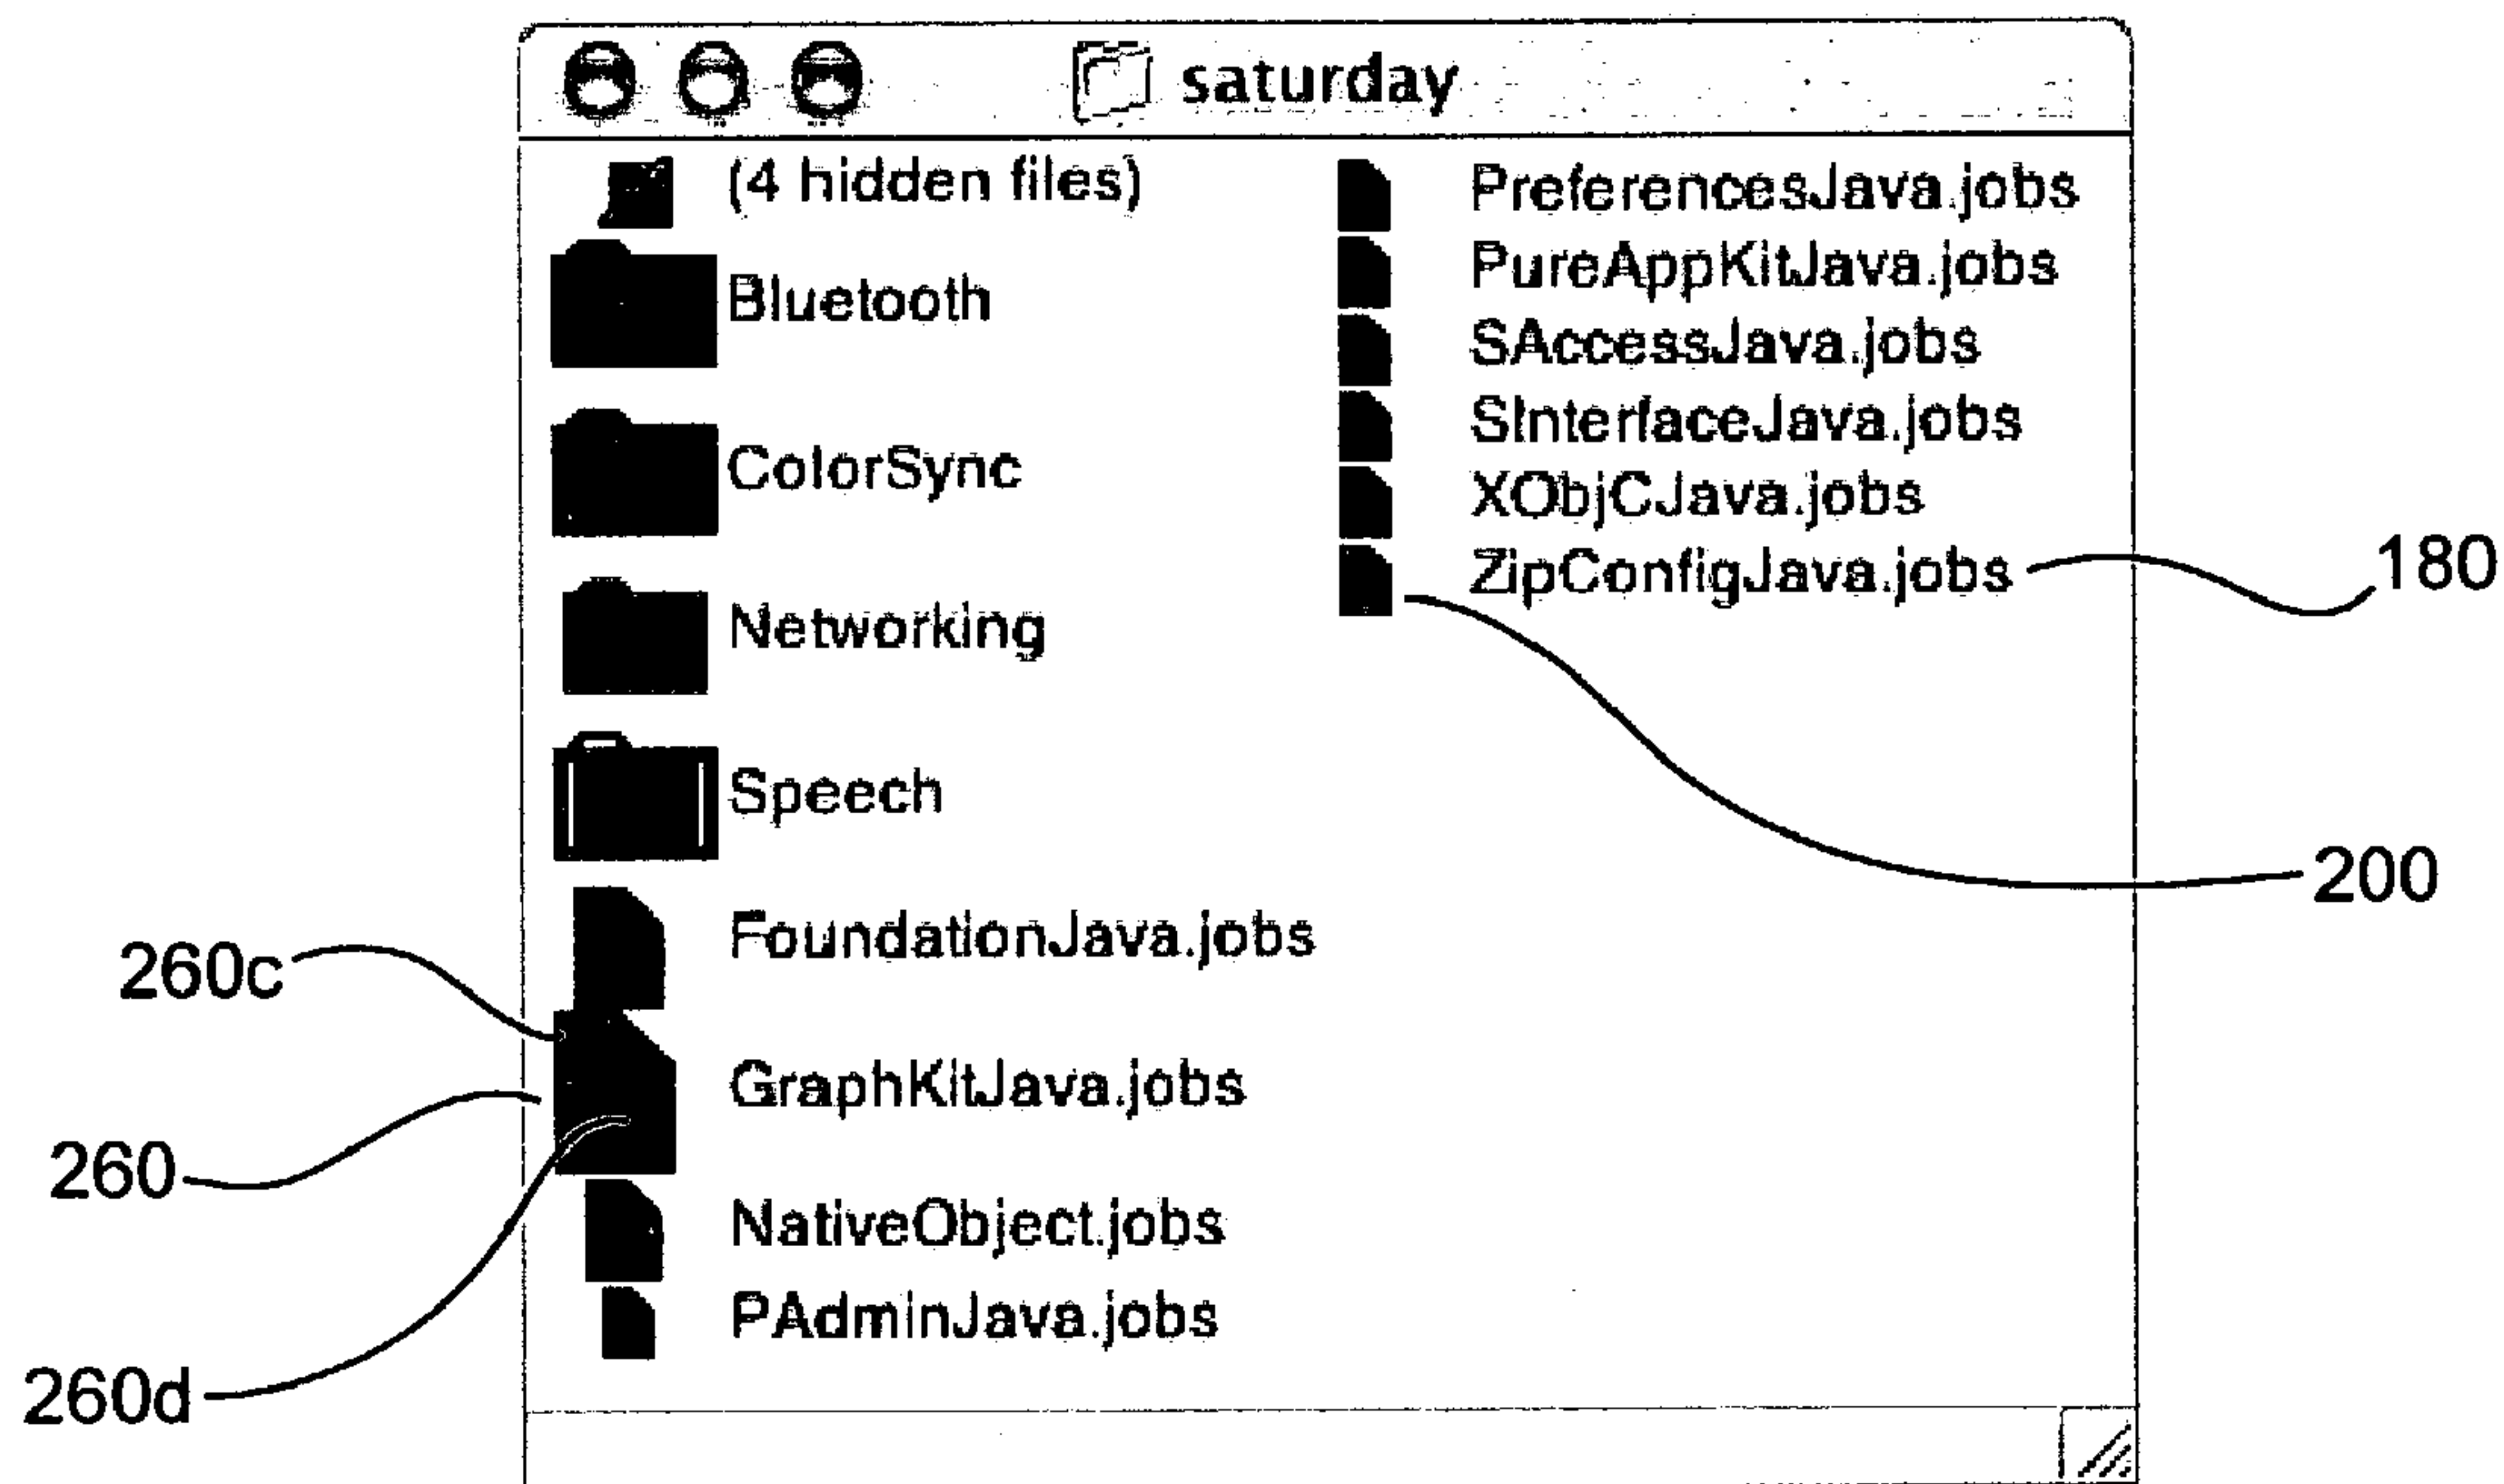 saturday
(4 hidden files)
Bluetooth
ColorSync
Networking
Speech
FoundationJava.jobs
GraphKitJava.jobs
NativeObject.jobs
PAdminJava.jobs
PreferencesJava.jobs
PureAppKitJava.jobs
SAccessJava.jobs
SInterfaceJava.jobs
XObjCJava.jobs
ZipConfigJava.jobs
180
200
260c
260
260d